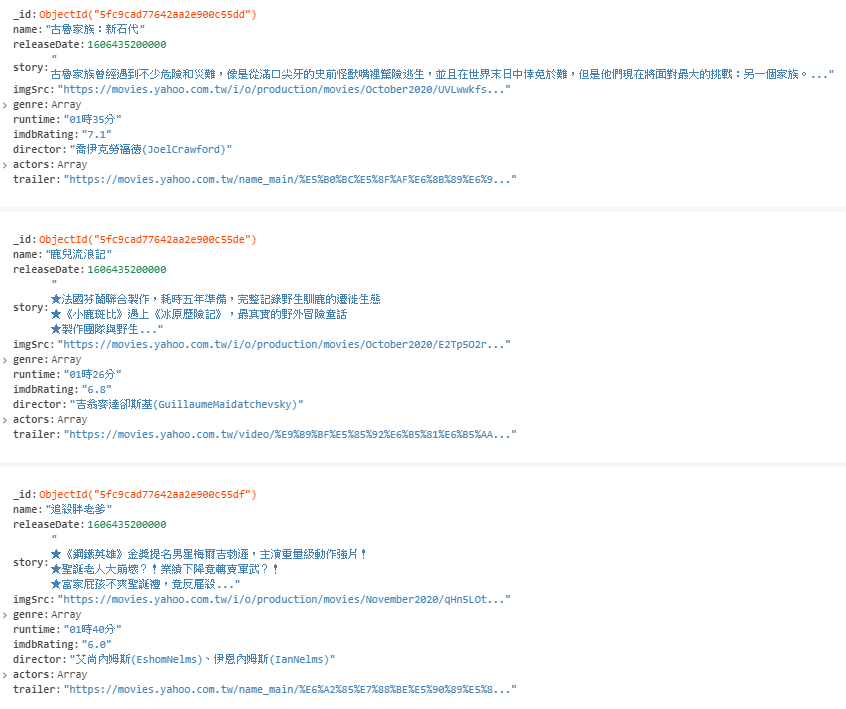 _id: ObjectId("5fc9cad77642aa2e900c55dd")
name: "古魯家族：新石代"
releaseDate: 1606435200000
"
story: 古魯家族曾經遇到不少危險和災難，像是從滿口尖牙的史前怪獸嘴裡驚險逃生，並且在世界末日中倖免於難，但是他們現在將面對最大的挑戰：另一個家族。..."
imgSrc: "https://movies.yahoo.com.tw/i/o/production/movies/October2020/UVLwwkfs..."
> genre: Array
runtime: "01時35分"
imdbRating: "7.1"
director: "喬伊克勞福德(JoelCrawford)"
> actors: Array
trailer: "https://movies.yahoo.com.tw/name_main/%E5%B0%BC%E5%8F%AF%E6%8B%89%E6%9..."
_id: ObjectId("5fc9cad77642aa2e900c55de")
name: "鹿兒流浪記"
releaseDate: 1606435200000
"
★法國芬蘭聯合製作，耗時五年準備，完整記錄野生馴鹿的遷徙生態
story: ★《小鹿斑比》遇上《冰原歷險記》，最真實的野外冒險童話
★製作團隊與野生..."
imgSrc: "https://movies.yahoo.com.tw/i/o/production/movies/October2020/E2Tp5O2r..."
> genre: Array
runtime: "01時26分"
imdbRating: "6.8"
director: "吉翁麥達卻斯基(GuillaumeMaidatchevsky)"
> actors: Array
trailer: "https://movies.yahoo.com.tw/video/%E9%B9%BF%E5%85%92%E6%B5%81%E6%B5%AA..."
_id: ObjectId("5fc9cad77642aa2e900c55df")
name: "追殺胖老爹"
releaseDate: 1606435200000
"
★《鋼鐵英雄》金獎提名男星梅爾吉勃遜，主演重量級動作強片！
story: ★聖誕老人大崩壞？！業績下降竟轉賣軍武？！
★富家屁孩不爽聖誕禮，竟反雇殺..."
imgSrc: "https://movies.yahoo.com.tw/i/o/production/movies/November2020/qHn5LOt..."
> genre: Array
runtime: "01時40分"
imdbRating: "6.0"
director: "艾尚內姆斯(EshomNelms)、伊恩內姆斯(IanNelms)"
> actors: Array
trailer: "https://movies.yahoo.com.tw/name_main/%E6%A2%85%E7%88%BE%E5%90%89%E5%8..."